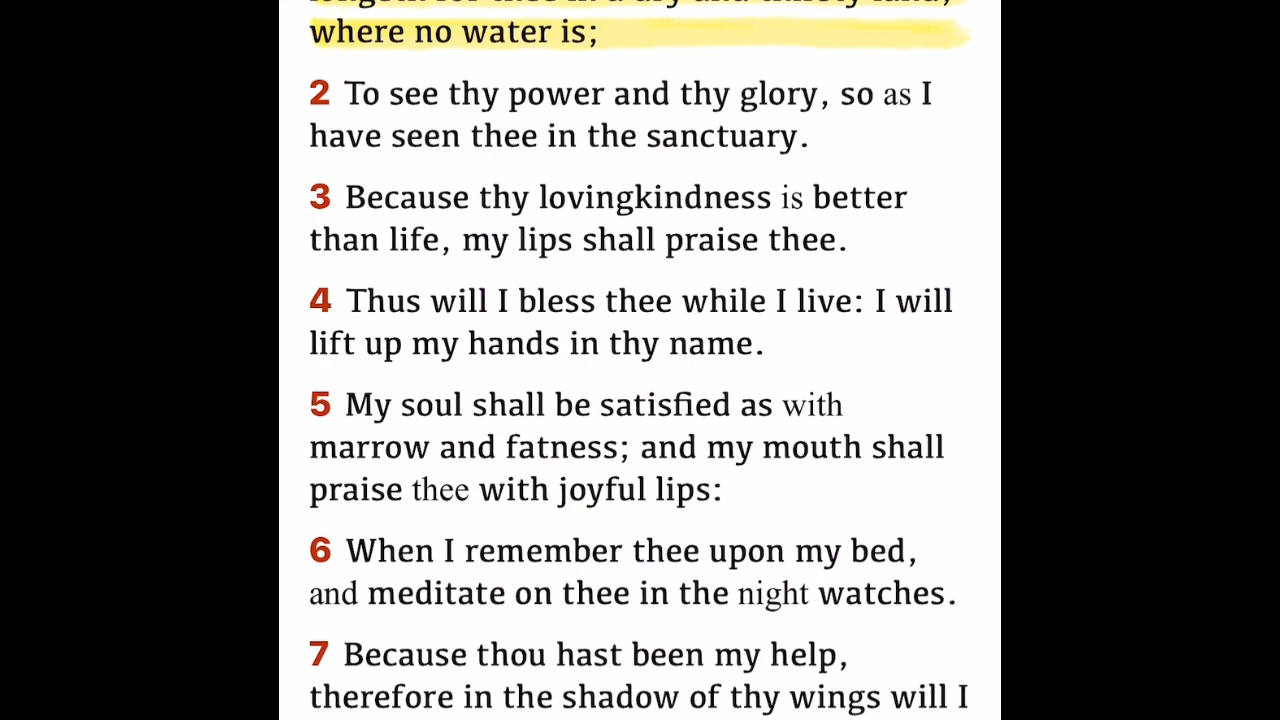 where no water is;
2 To see thy power and thy glory, so as I
have seen thee in the sanctuary.
3 Because thy lovingkindness is better
than life, my lips shall praise thee.
4 Thus will I bless thee while I live: I will
lift up my hands in thy name.
5 My soul shall be satisfied as with
marrow and fatness; and my mouth shall
praise thee with joyful lips:
6 When I remember thee upon my bed,
and meditate on thee in the night watches.
7 Because thou hast been my help,
therefore in the shadow of thy wings will I